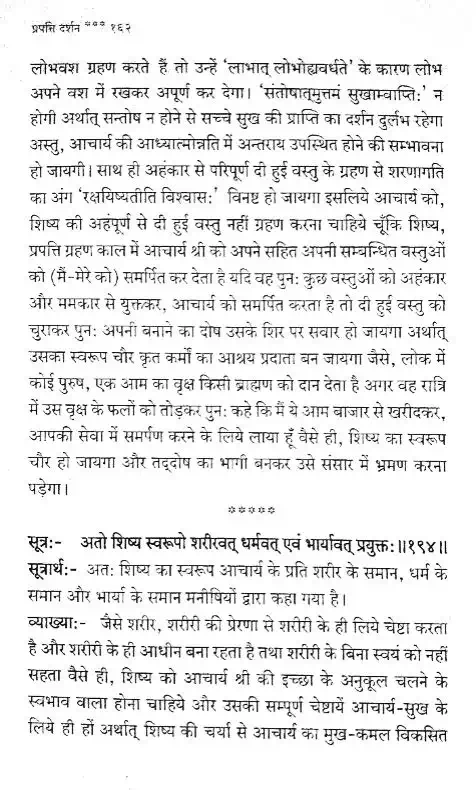 प्रपत्ति दर्शन *** १६२
लोभवश ग्रहण करते हैं तो उन्हें 'लाभात् लोभोह्यवर्धते' के कारण लोभ
अपने वश में रखकर अपूर्ण कर देगा। 'संतोषात्मुत्तमं सुखाम्वाप्तिः' न
होगी अर्थात् सन्तोष न होने से सच्चे सुख की प्राप्ति का दर्शन दुर्लभ रहेगा
अस्तु, आचार्य की आध्यात्मोन्नति में अन्तराय उपस्थित होने की सम्भावना
हो जायगी। साथ ही अहंकार से परिपूर्ण दी हुई वस्तु के ग्रहण से शरणागति
का अंग 'रक्षयिष्यतीति विश्वासः' विनष्ट हो जायगा इसलिये आचार्य को,
शिष्य की अहंपूर्ण से दी हुई वस्तु नहीं ग्रहण करना चाहिये चूँकि शिष्य,
प्रपत्ति ग्रहण काल में आचार्य श्री को अपने सहित अपनी सम्बन्धित वस्तुओं
को (मैं-मेरे को) समर्पित कर देता है यदि वह पुनः कुछ वस्तुओं को अहंकार
और ममकार से युक्तकर, आचार्य को समर्पित करता है तो दी हुई वस्तु को
चुराकर पुनः अपनी बनाने का दोष उसके शिर पर सवार हो जायगा अर्थात्
उसका स्वरूप चौर कृत कर्मों का आश्रय प्रदाता बन जायगा जैसे, लोक में
कोई पुरुष, एक आम का वृक्ष किसी ब्राह्मण को दान देता है अगर वह रात्रि
में उस वृक्ष के फलों को तोड़कर पुनः कहे कि मैं ये आम बाजार से खरीदकर,
आपकी सेवा में समर्पण करने के लिये लाया हूँ वैसे ही, शिष्य का स्वरूप
चौर हो जायगा और तद्दोष का भागी बनकर उसे संसार में भ्रमण करना
पड़ेगा।
*****
सूत्रः- अतो शिष्य स्वरूपो शरीरवत् धर्मवत् एवं भार्यावत् प्रयुक्तः॥१९४॥
सूत्रार्थः- अतः शिष्य का स्वरूप आचार्य के प्रति शरीर के समान, धर्म के
समान और भार्या के समान मनीषियों द्वारा कहा गया है।
व्याख्याः- जैसे शरीर, शरीरी की प्रेरणा से शरीरी के ही लिये चेष्टा करता
है और शरीरी के ही आधीन बना रहता है तथा शरीरी के बिना स्वयं को नहीं
सहता वैसे ही, शिष्य को आचार्य श्री की इच्छा के अनुकूल चलने के
स्वभाव वाला होना चाहिये और उसकी सम्पूर्ण चेष्टायें आचार्य-सुख के
लिये ही हों अर्थात् शिष्य की चर्या से आचार्य का मुख-कमल विकसित